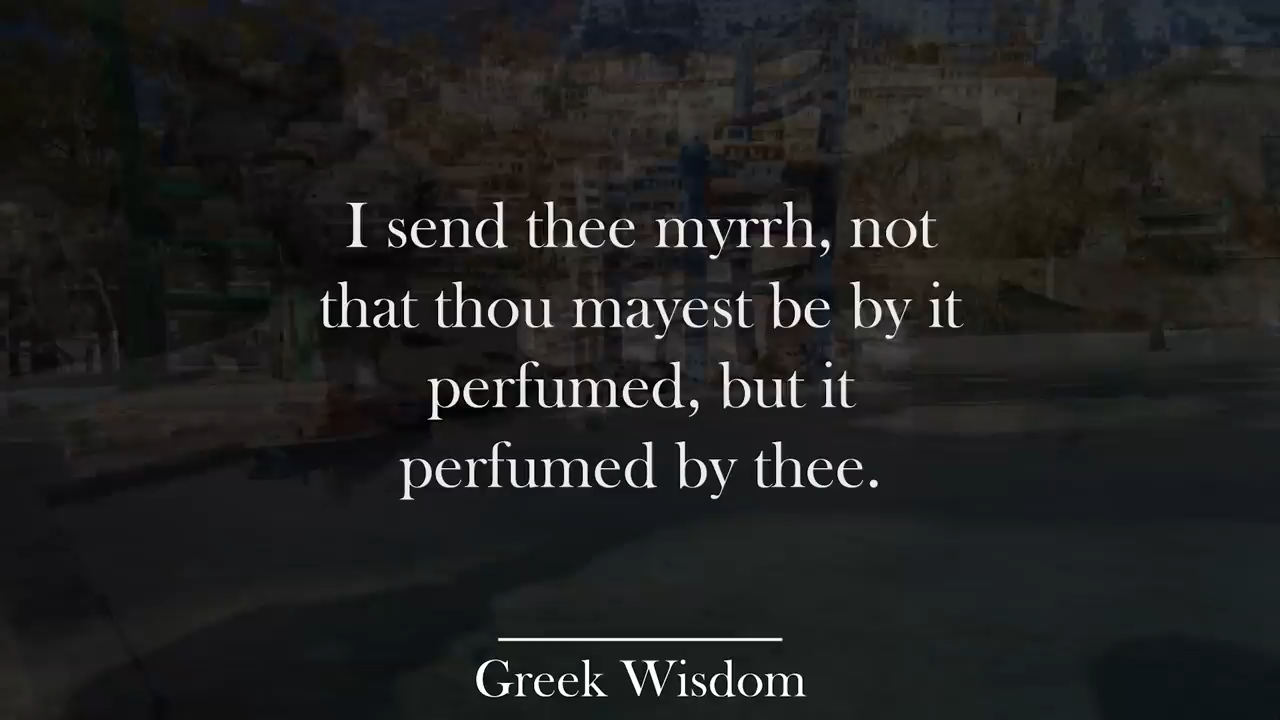 I send thee myrrh, not
that thou mayest be by it
perfumed, but it
perfumed by thee.
Greek Wisdom